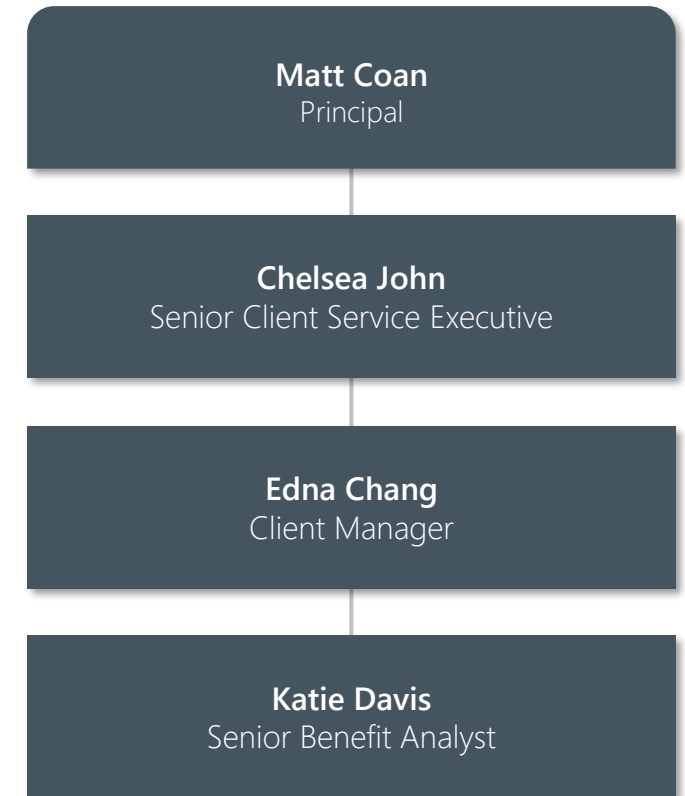 Matt Coan
Principal
Chelsea John
Senior Client Service Executive
Edna Chang
Client Manager
Katie Davis
Senior Benefit Analyst